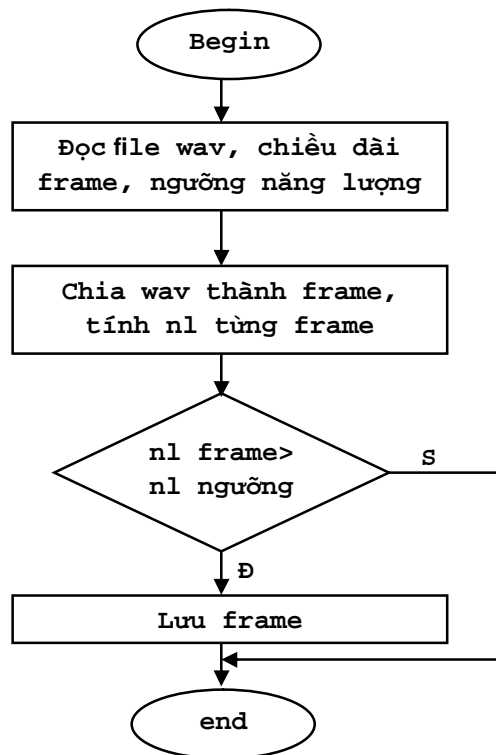 Begin
Đọc file wav, chiều dài
frame, ngưỡng năng lượng
Chia wav thành frame,
tính nl từng frame
nl frame>
nl ngưỡng
S
Đ
Lưu frame
end